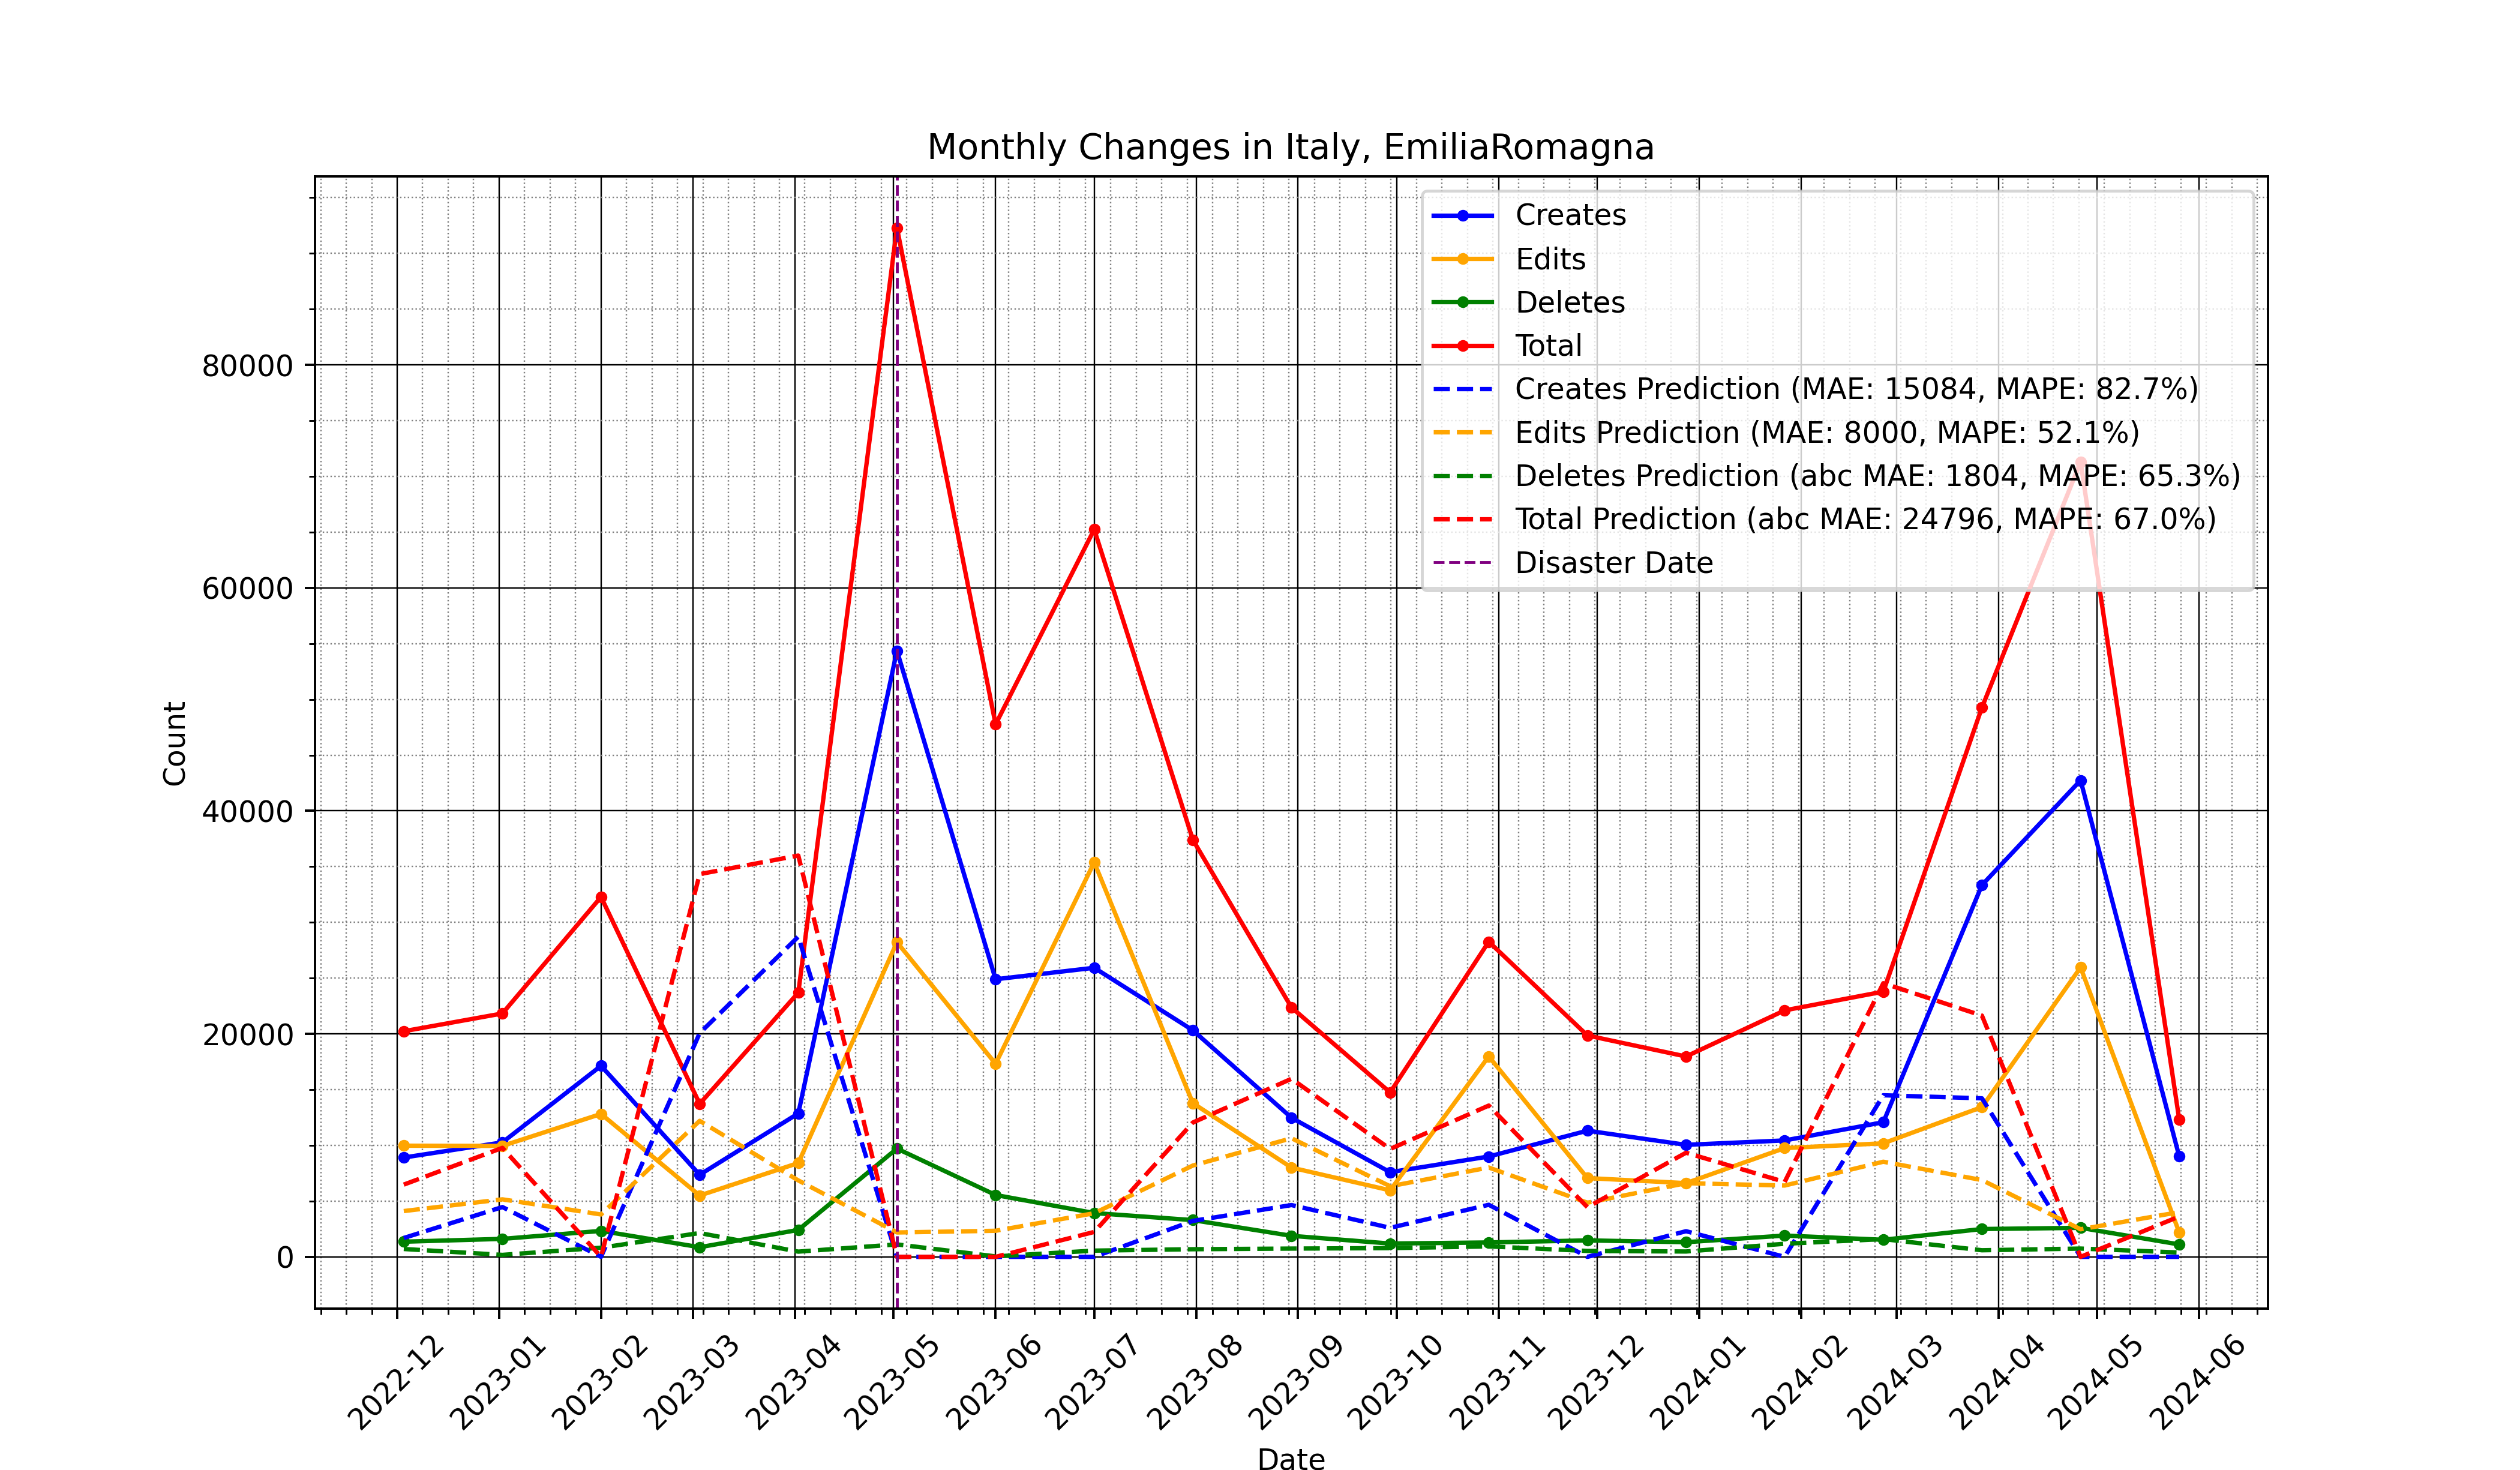 Monthly Changes in Italy, EmiliaRomagna
Creates
Edits
Deletes
Total
Creates Prediction (MAE: 15084, MAPE: 82.7%)
Edits Prediction (MAE: 8000, MAPE: 52.1%)
Deletes Prediction (abc MAE: 1804, MAPE: 65.3%)
Total Prediction (abc MAE: 24796, MAPE: 67.0%)
Disaster Date
80000
60000
40000
20000
0
Count
2022-12
2023-01
2023-02
2023-03
2023-04
2023-05
2023-06
2023-07
2023-08
2023-09
2023-10
2023-11
2023-12
2024-01
2024-02
2024-03
2024-04
2024-05
2024-06
Date